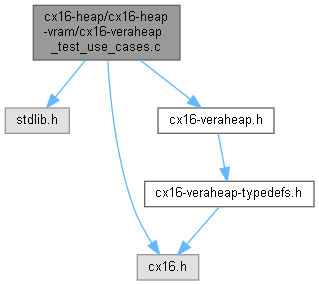 cx16-heap/cx16-heap
-vram/cx16-veraheap
_test_use_cases.c
stdlib.h
cx16-veraheap.h
cx16-veraheap-typedefs.h
cx16.h